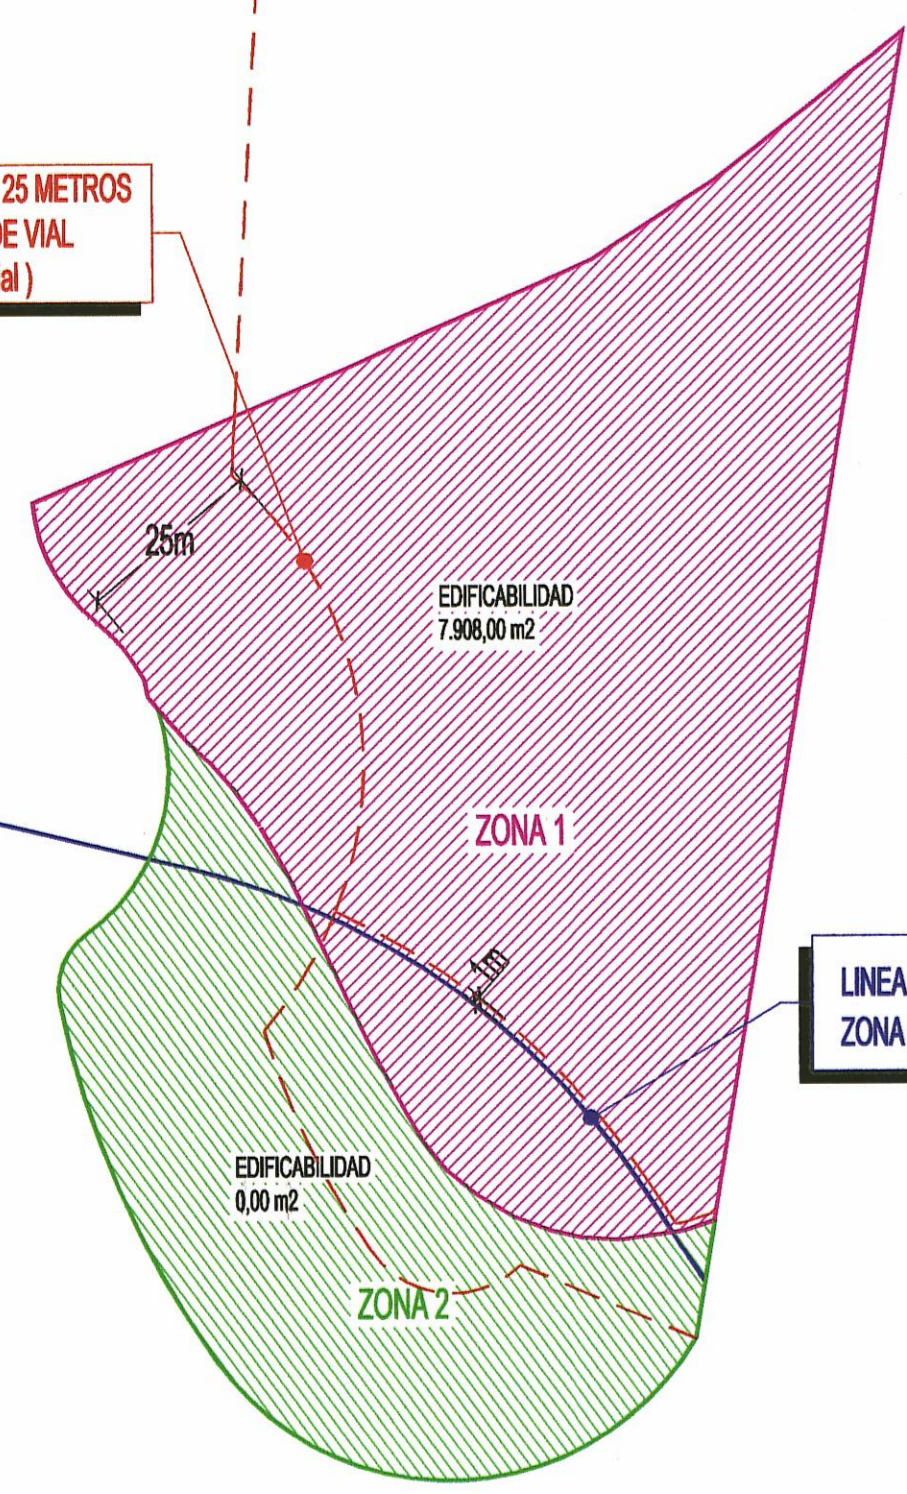 25 METROS
DE VIAL
al )
25m
EDIFICABILIDAD
7.908,00 m2
ZONA 1
1m
LINEA
ZONA
EDIFICABILIDAD
0,00 m2
ZONA 2